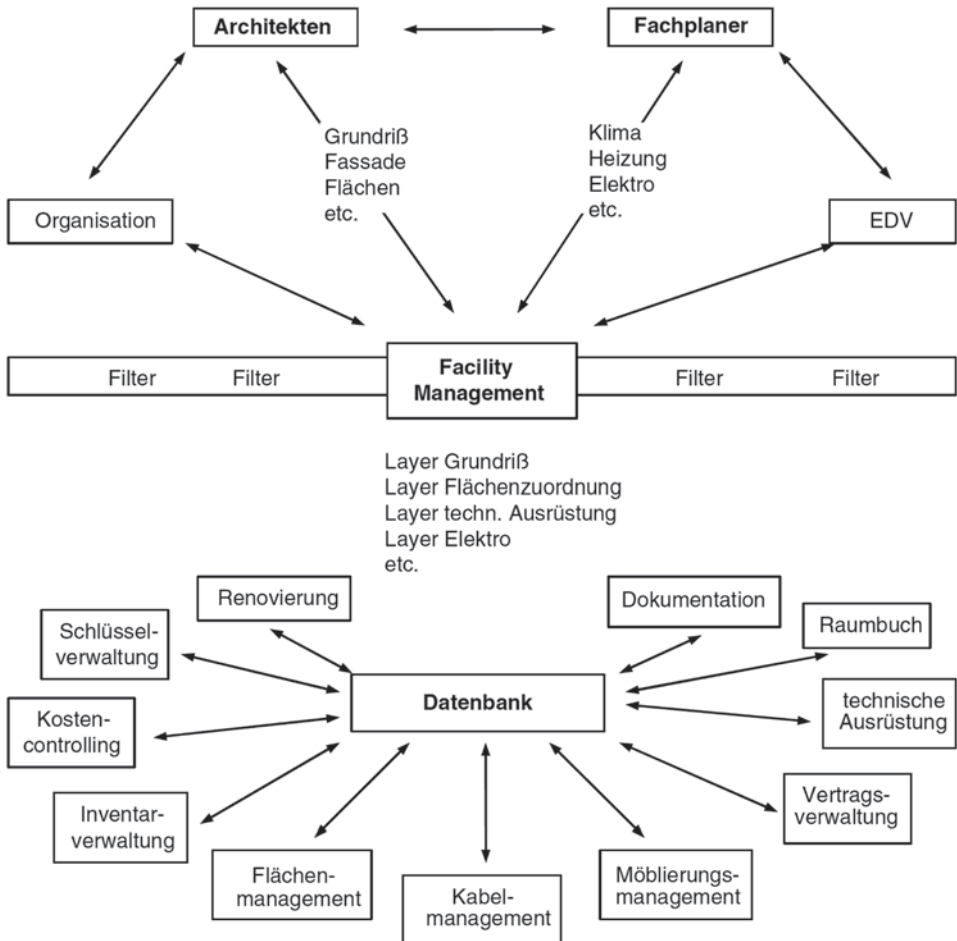 Architekten
Fachplaner
Grundriß
Fassade
Flächen
etc.
Klima
Heizung
Elektro
etc.
Organisation
EDV
Filter
Filter
Facility
Management
Filter
Filter
Layer Grundriß
Layer Flächenzuordnung
Layer techn. Ausrüstung
Layer Elektro
etc.
Renovierung
Dokumentation
Schlüssel-
verwaltung
Raumbuch
Datenbank
Kosten-
controlling
technische
Ausrüstung
Inventar-
verwaltung
Vertrags-
verwaltung
Flächen-
management
Kabel-
management
Möblierungs-
management